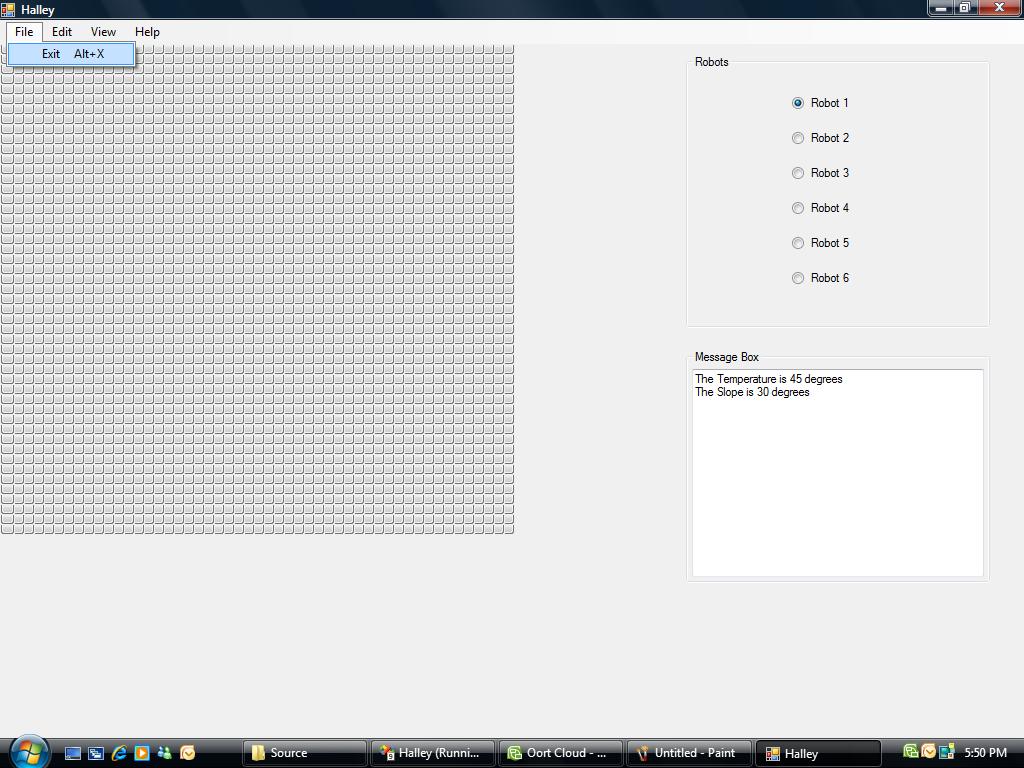 Halley
File Edit View Help
Exit Alt+X
Robots
Robot 1
Robot 2
Robot 3
Robot 4
Robot 5
Robot 6
Message Box
The Temperature is 45 degrees
The Slope is 30 degrees
Source Halley (Runni... Oort Cloud - ... Untitled - Paint Halley 5:50 PM